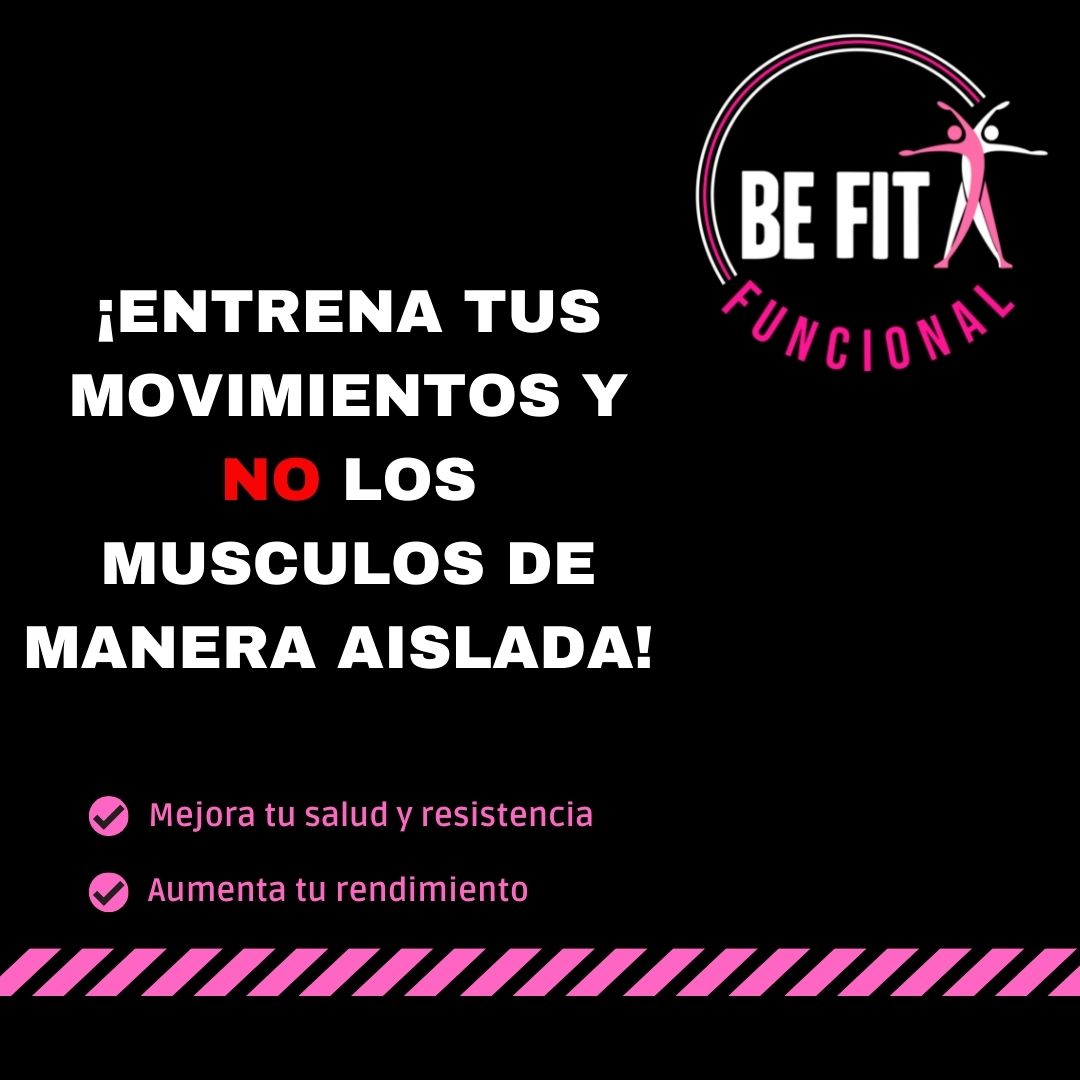 BE FIT
FUNCIONAL
¡ENTRENA TUS
MOVIMIENTOS Y
NO LOS
MUSCULOS DE
MANERA AISLADA!
Mejora tu salud y resistencia
Aumenta tu rendimiento